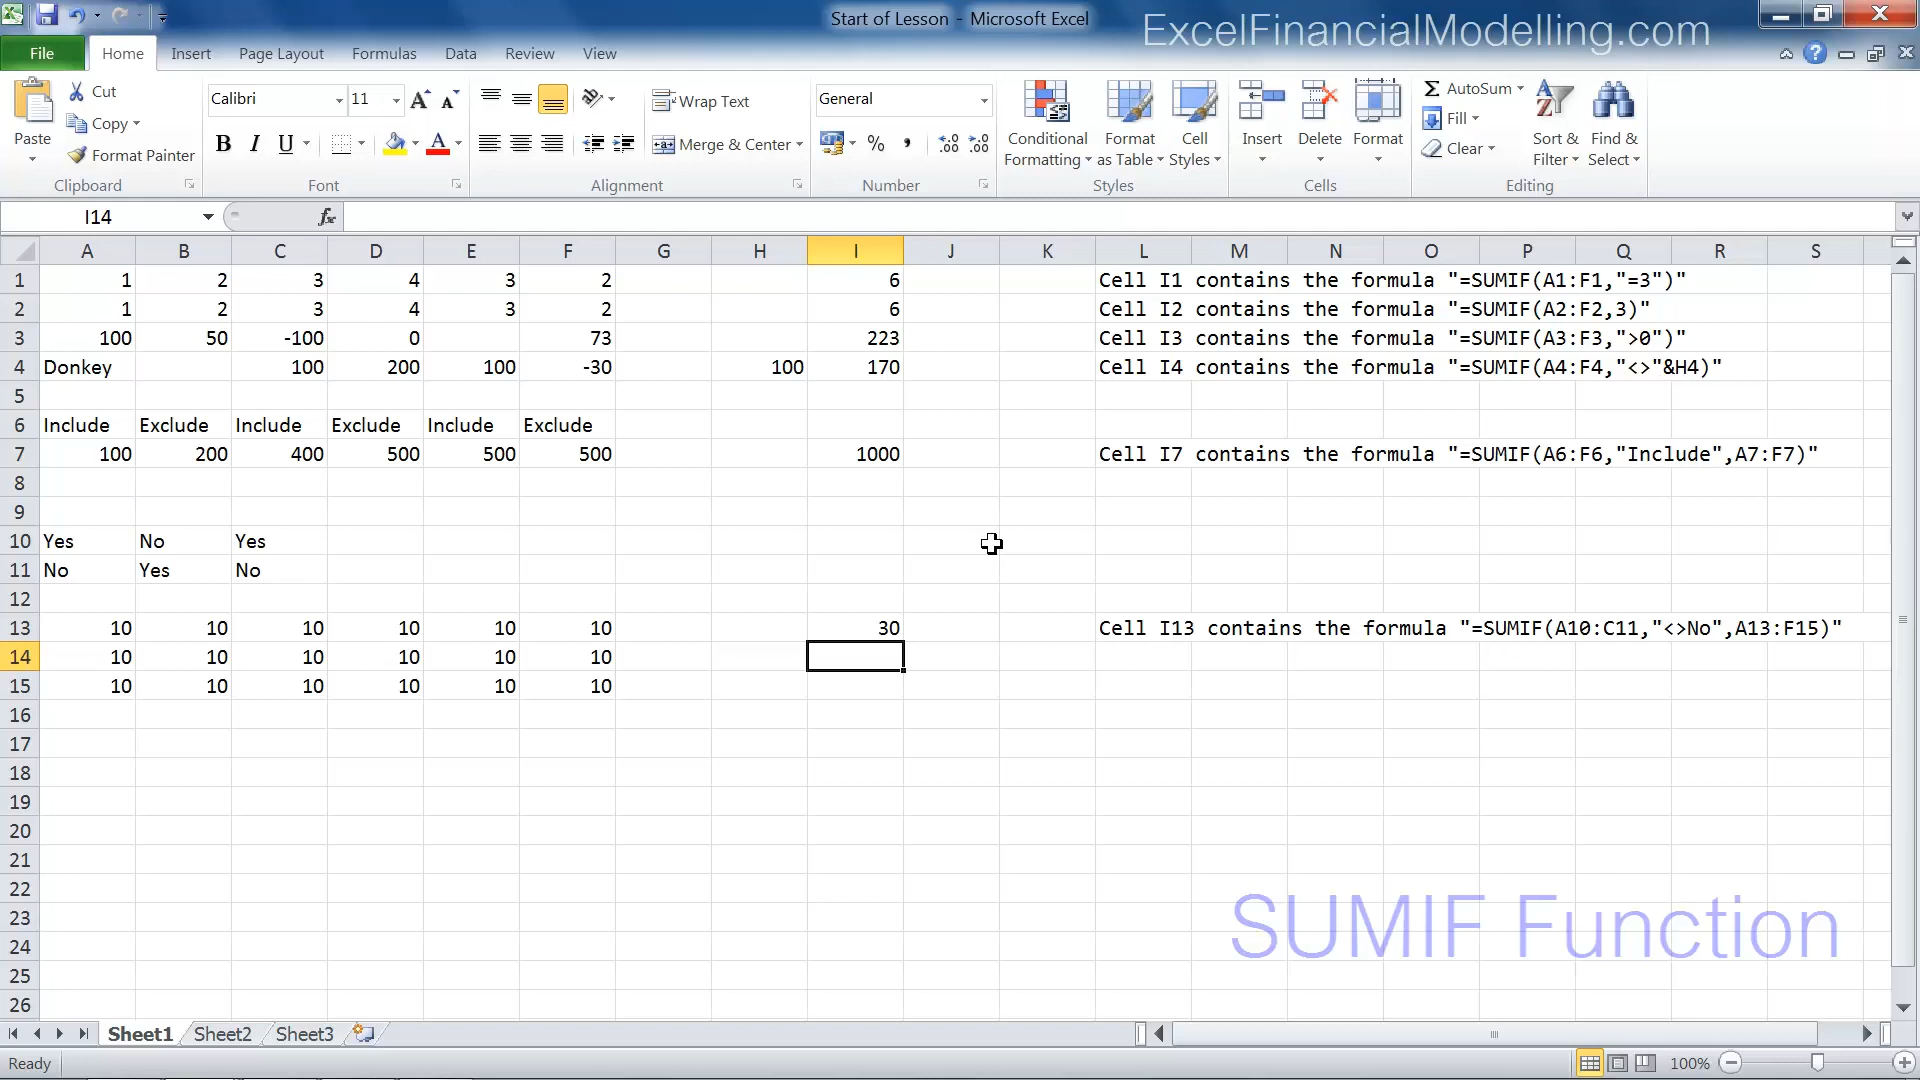 Start of Lesson - Microsoft Excel
ExcelFinancialModelling.com
File Home Insert Page Layout Formulas Data Review View
Paste
Cut
Copy
Format Painter
Clipboard
Calibri 11
B I U
Font
Wrap Text
Merge & Center
Alignment
General
%
Number
Conditional Formatting
Format as Table
Cell Styles
Styles
Insert
Delete
Format
Cells
AutoSum
Fill
Clear
Sort & Filter
Find & Select
Editing
I14 fx
A B C D E F G H I J K L M N O P Q R S
1 1 2 3 4 3 2 6 Cell I1 contains the formula "=SUMIF(A1:F1,"=3")"
2 1 2 3 4 3 2 6 Cell I2 contains the formula "=SUMIF(A2:F2,3)"
3 100 50 -100 0 73 223 Cell I3 contains the formula "=SUMIF(A3:F3,">0")"
4 Donkey 100 200 100 -30 100 170 Cell I4 contains the formula "=SUMIF(A4:F4,"<>"&H4)"
5
6 Include Exclude Include Exclude Include Exclude
7 100 200 400 500 500 500 1000 Cell I7 contains the formula "=SUMIF(A6:F6,"Include",A7:F7)"
8
9
10 Yes No Yes
11 No Yes No
12
13 10 10 10 10 10 10 30 Cell I13 contains the formula "=SUMIF(A10:C11,"<>No",A13:F15)"
14 10 10 10 10 10 10
15 10 10 10 10 10 10
16
17
18
19
20
21
22
23
24
25
26
SUMIF Function
Sheet1 Sheet2 Sheet3
Ready 100%